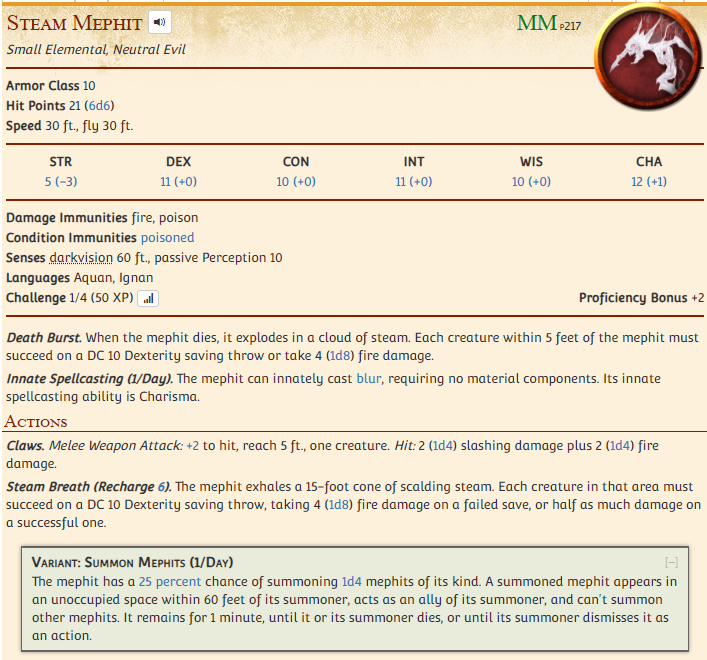 Steam Mephit
MM p217
Small Elemental, Neutral Evil
Armor Class 10
Hit Points 21 (6d6)
Speed 30 ft., fly 30 ft.
STR DEX CON INT WIS CHA
5 (−3) 11 (+0) 10 (+0) 11 (+0) 10 (+0) 12 (+1)
Damage Immunities fire, poison
Condition Immunities poisoned
Senses darkvision 60 ft., passive Perception 10
Languages Aquan, Ignan
Challenge 1/4 (50 XP) Proficiency Bonus +2
Death Burst. When the mephit dies, it explodes in a cloud of steam. Each creature within 5 feet of the mephit must
succeed on a DC 10 Dexterity saving throw or take 4 (1d8) fire damage.
Innate Spellcasting (1/Day). The mephit can innately cast blur, requiring no material components. Its innate
spellcasting ability is Charisma.
Actions
Claws. Melee Weapon Attack: +2 to hit, reach 5 ft., one creature. Hit: 2 (1d4) slashing damage plus 2 (1d4) fire
damage.
Steam Breath (Recharge 6). The mephit exhales a 15-foot cone of scalding steam. Each creature in that area must
succeed on a DC 10 Dexterity saving throw, taking 4 (1d8) fire damage on a failed save, or half as much damage on
a successful one.
Variant: Summon Mephits (1/Day) [−]
The mephit has a 25 percent chance of summoning 1d4 mephits of its kind. A summoned mephit appears in
an unoccupied space within 60 feet of its summoner, acts as an ally of its summoner, and can't summon
other mephits. It remains for 1 minute, until it or its summoner dies, or until its summoner dismisses it as
an action.